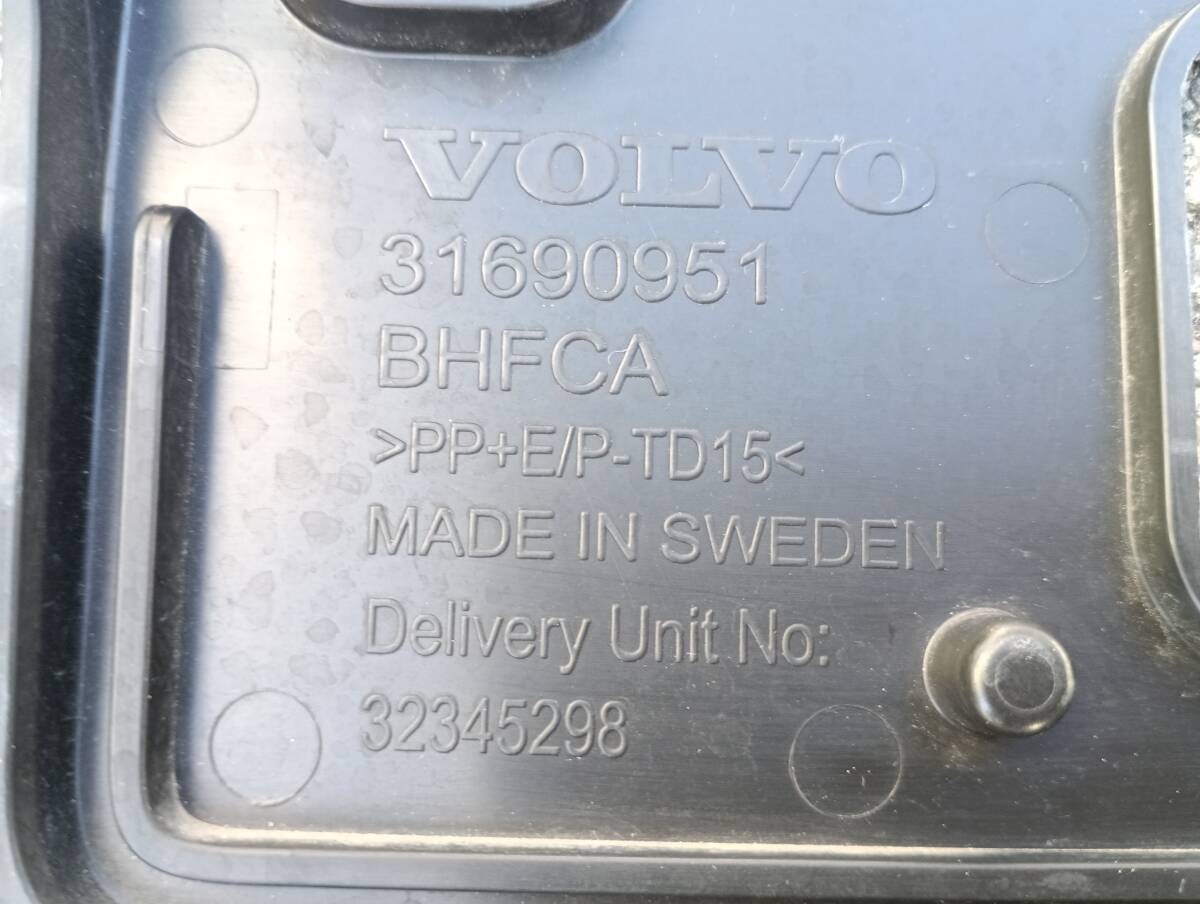 VOLVO
31690951
BHFCA
>PP+E/P-TD15<
MADE IN SWEDEN
Delivery Unit No:
32345298